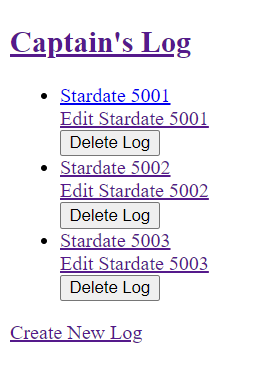 Captain's Log
Stardate 5001
Edit Stardate 5001
Delete Log
Stardate 5002
Edit Stardate 5002
Delete Log
Stardate 5003
Edit Stardate 5003
Delete Log
Create New Log